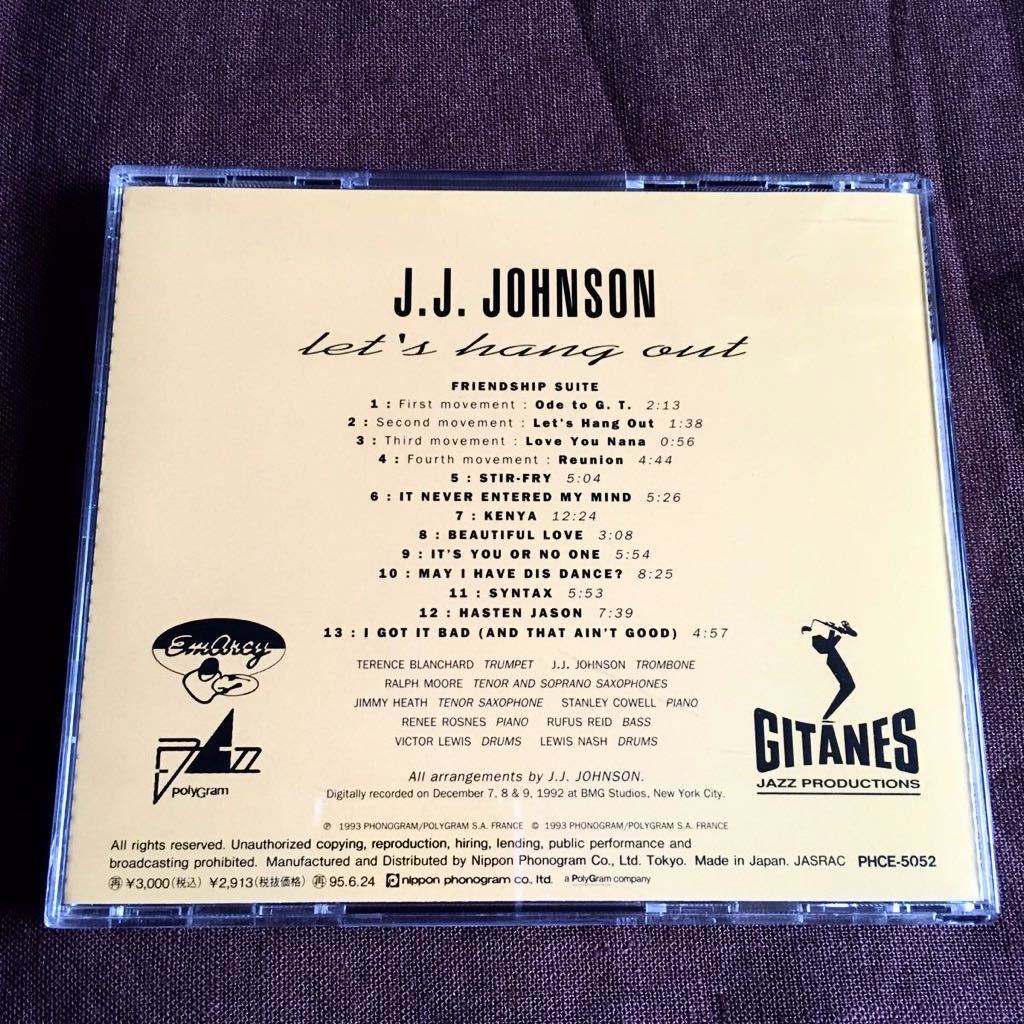 J.J. JOHNSON
let's hang out
FRIENDSHIP SUITE
1 : First movement : Ode to G. T. 2:13
2 : Second movement : Let's Hang Out 1:38
3 : Third movement : Love You Nana 0:56
4 : Fourth movement : Reunion 4:44
5 : STIR-FRY 5:04
6 : IT NEVER ENTERED MY MIND 5:26
7 : KENYA 12:24
8 : BEAUTIFUL LOVE 3:08
9 : IT'S YOU OR NO ONE 5:54
10 : MAY I HAVE DIS DANCE? 8:25
11 : SYNTAX 5:53
12 : HASTEN JASON 7:39
13 : I GOT IT BAD (AND THAT AIN'T GOOD) 4:57
EmArcy
TERENCE BLANCHARD TRUMPET J.J. JOHNSON TROMBONE
RALPH MOORE TENOR AND SOPRANO SAXOPHONES
JIMMY HEATH TENOR SAXOPHONE STANLEY COWELL PIANO
RENEE ROSNES PIANO RUFUS REID BASS
VICTOR LEWIS DRUMS LEWIS NASH DRUMS
JAZZ
polyGram
GITANES
JAZZ PRODUCTIONS
All arrangements by J.J. JOHNSON.
Digitally recorded on December 7, 8 & 9, 1992 at BMG Studios, New York City.
℗ 1993 PHONOGRAM/POLYGRAM S.A. FRANCE © 1993 PHONOGRAM/POLYGRAM S.A. FRANCE
All rights reserved. Unauthorized copying, reproduction, hiring, lending, public performance and
broadcasting prohibited. Manufactured and Distributed by Nippon Phonogram Co., Ltd. Tokyo. Made in Japan. JASRAC PHCE-5052
再 ¥3,000(税込) ¥2,913(税抜価格) 再 95.6.24 nippon phonogram co., ltd. a PolyGram company